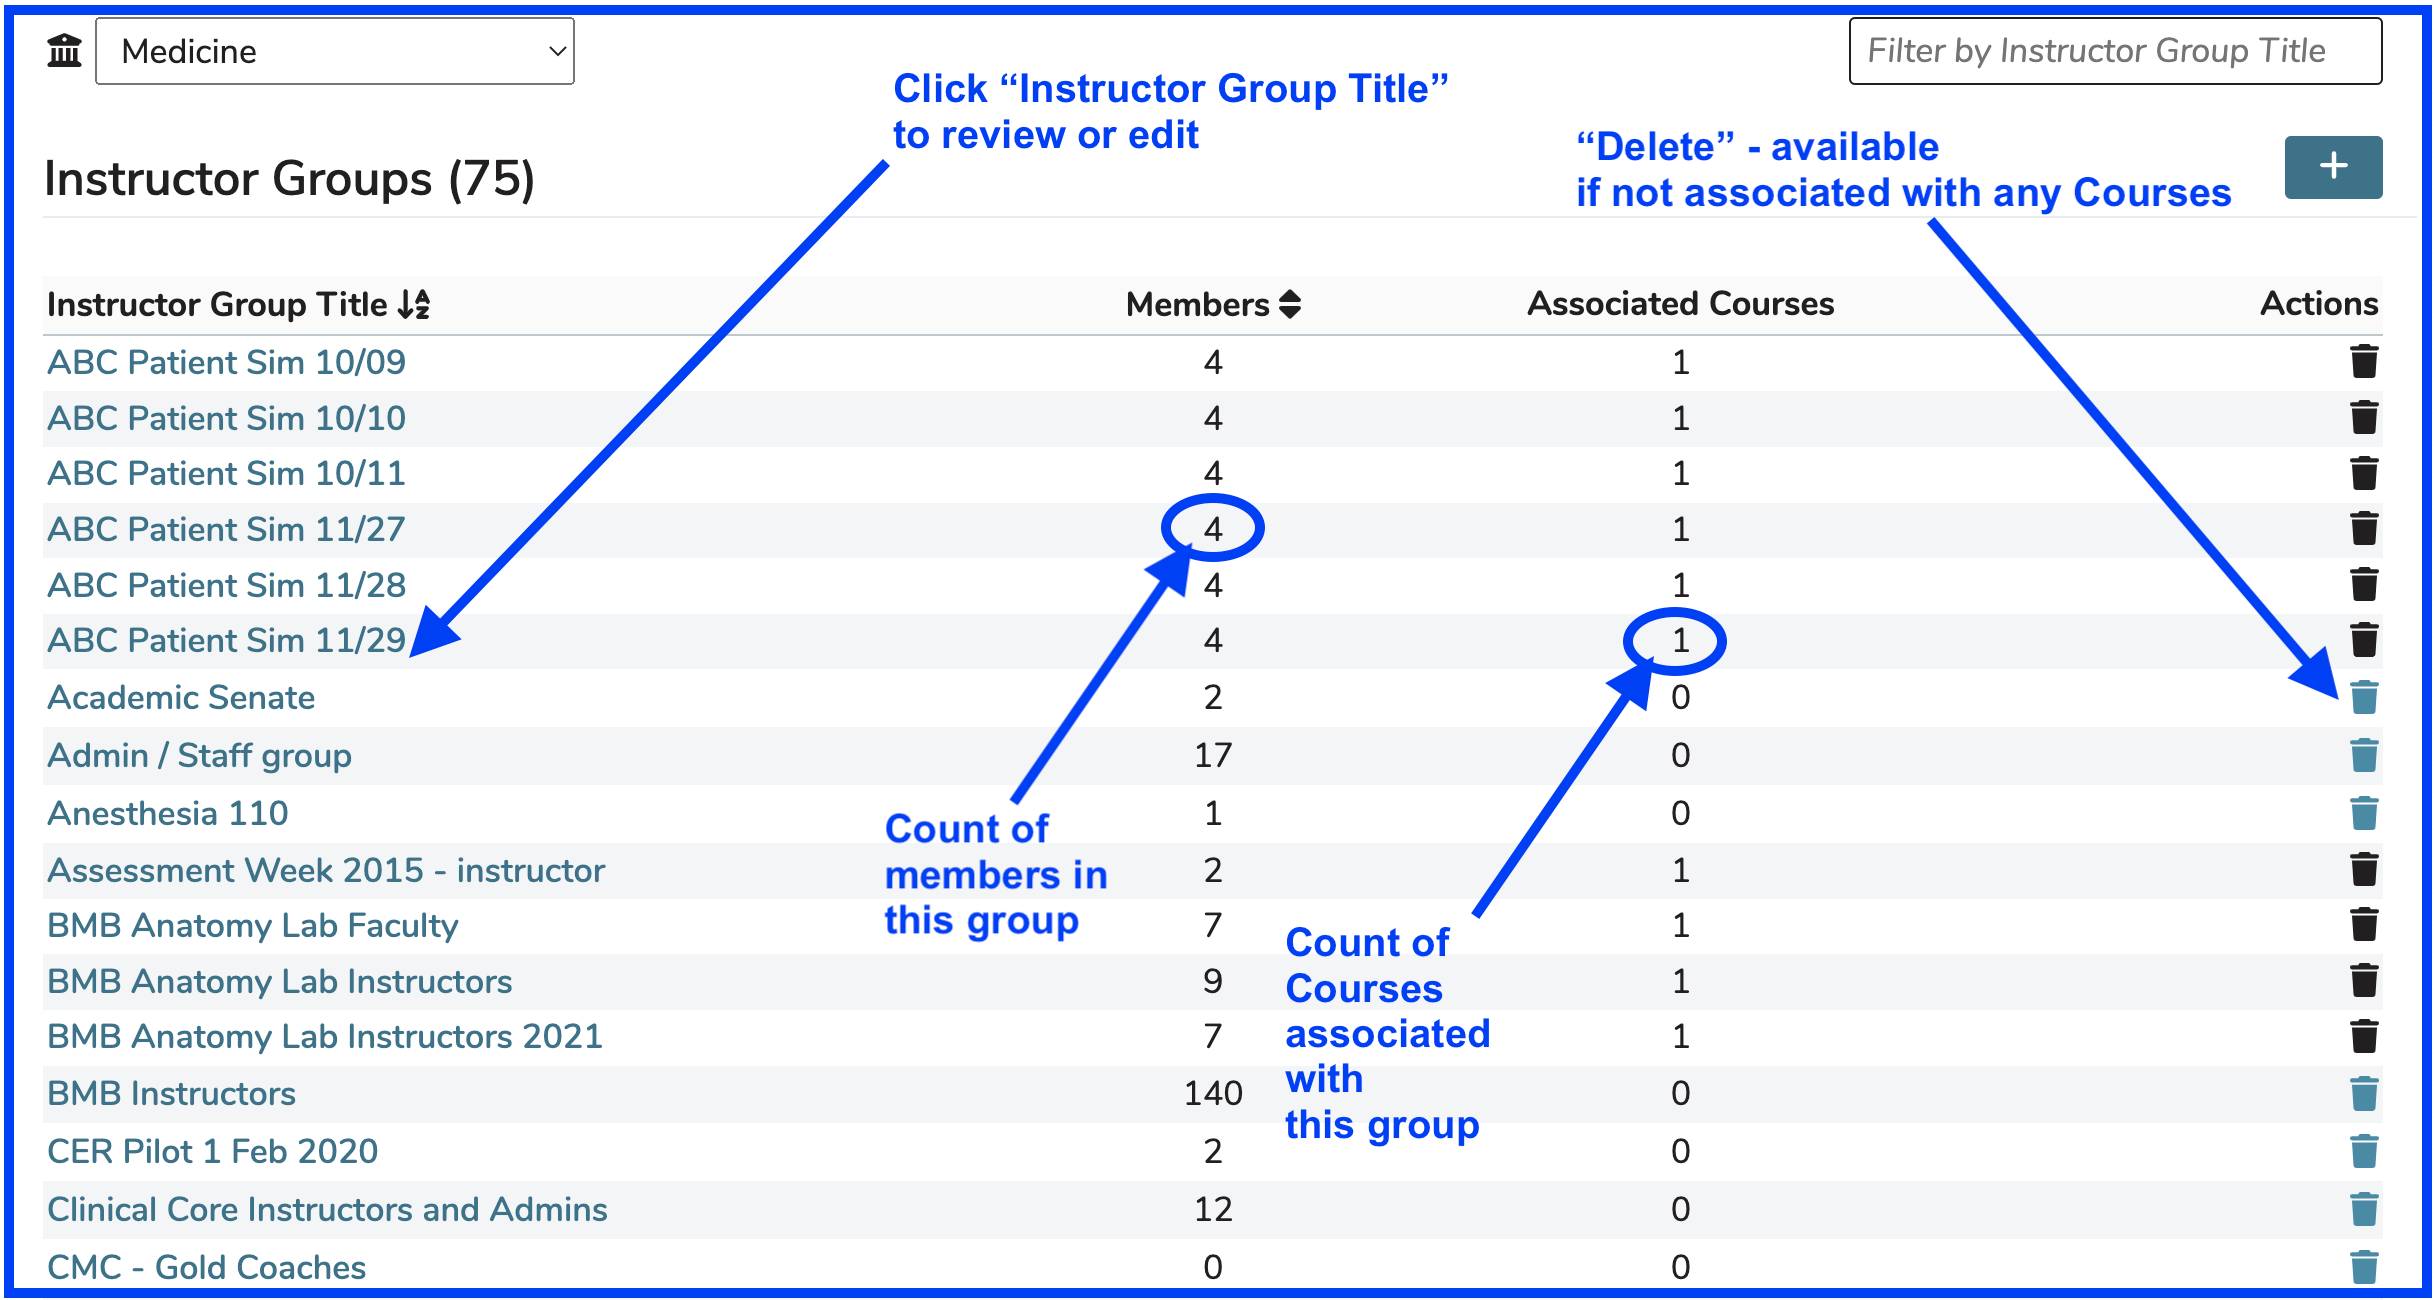 Medicine
Filter by Instructor Group Title
Click “Instructor Group Title”
to review or edit
“Delete” - available
if not associated with any Courses
Instructor Groups (75)
+
Instructor Group Title Members Associated Courses Actions
ABC Patient Sim 10/09 4 1
ABC Patient Sim 10/10 4 1
ABC Patient Sim 10/11 4 1
ABC Patient Sim 11/27 4 1
ABC Patient Sim 11/28 4 1
ABC Patient Sim 11/29 4 1
Academic Senate 2 0
Admin / Staff group 17 0
Anesthesia 110 1 0
Assessment Week 2015 - instructor 2 1
BMB Anatomy Lab Faculty 7 1
BMB Anatomy Lab Instructors 9 1
BMB Anatomy Lab Instructors 2021 7 1
BMB Instructors 140 0
CER Pilot 1 Feb 2020 2 0
Clinical Core Instructors and Admins 12 0
CMC - Gold Coaches 0 0
Count of
members in
this group
Count of
Courses
associated
with
this group